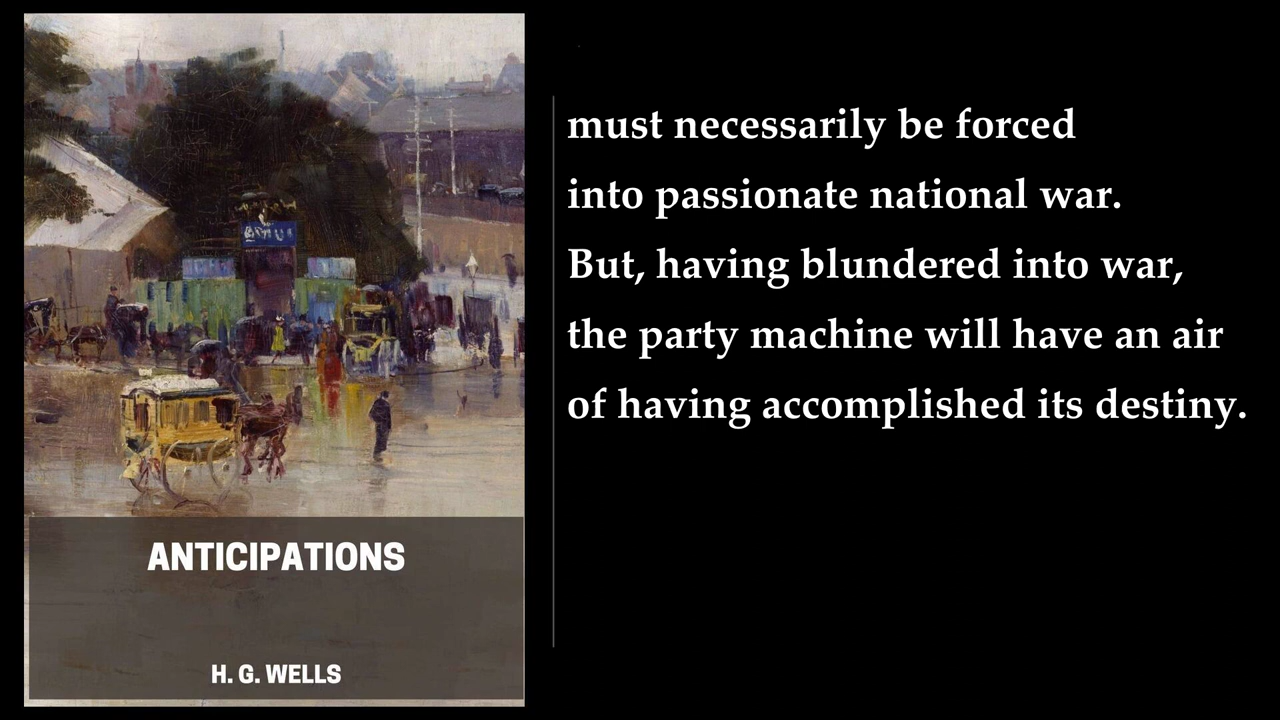 must necessarily be forced
into passionate national war.
But, having blundered into war,
the party machine will have an air
of having accomplished its destiny.
ANTICIPATIONS
H. G. WELLS